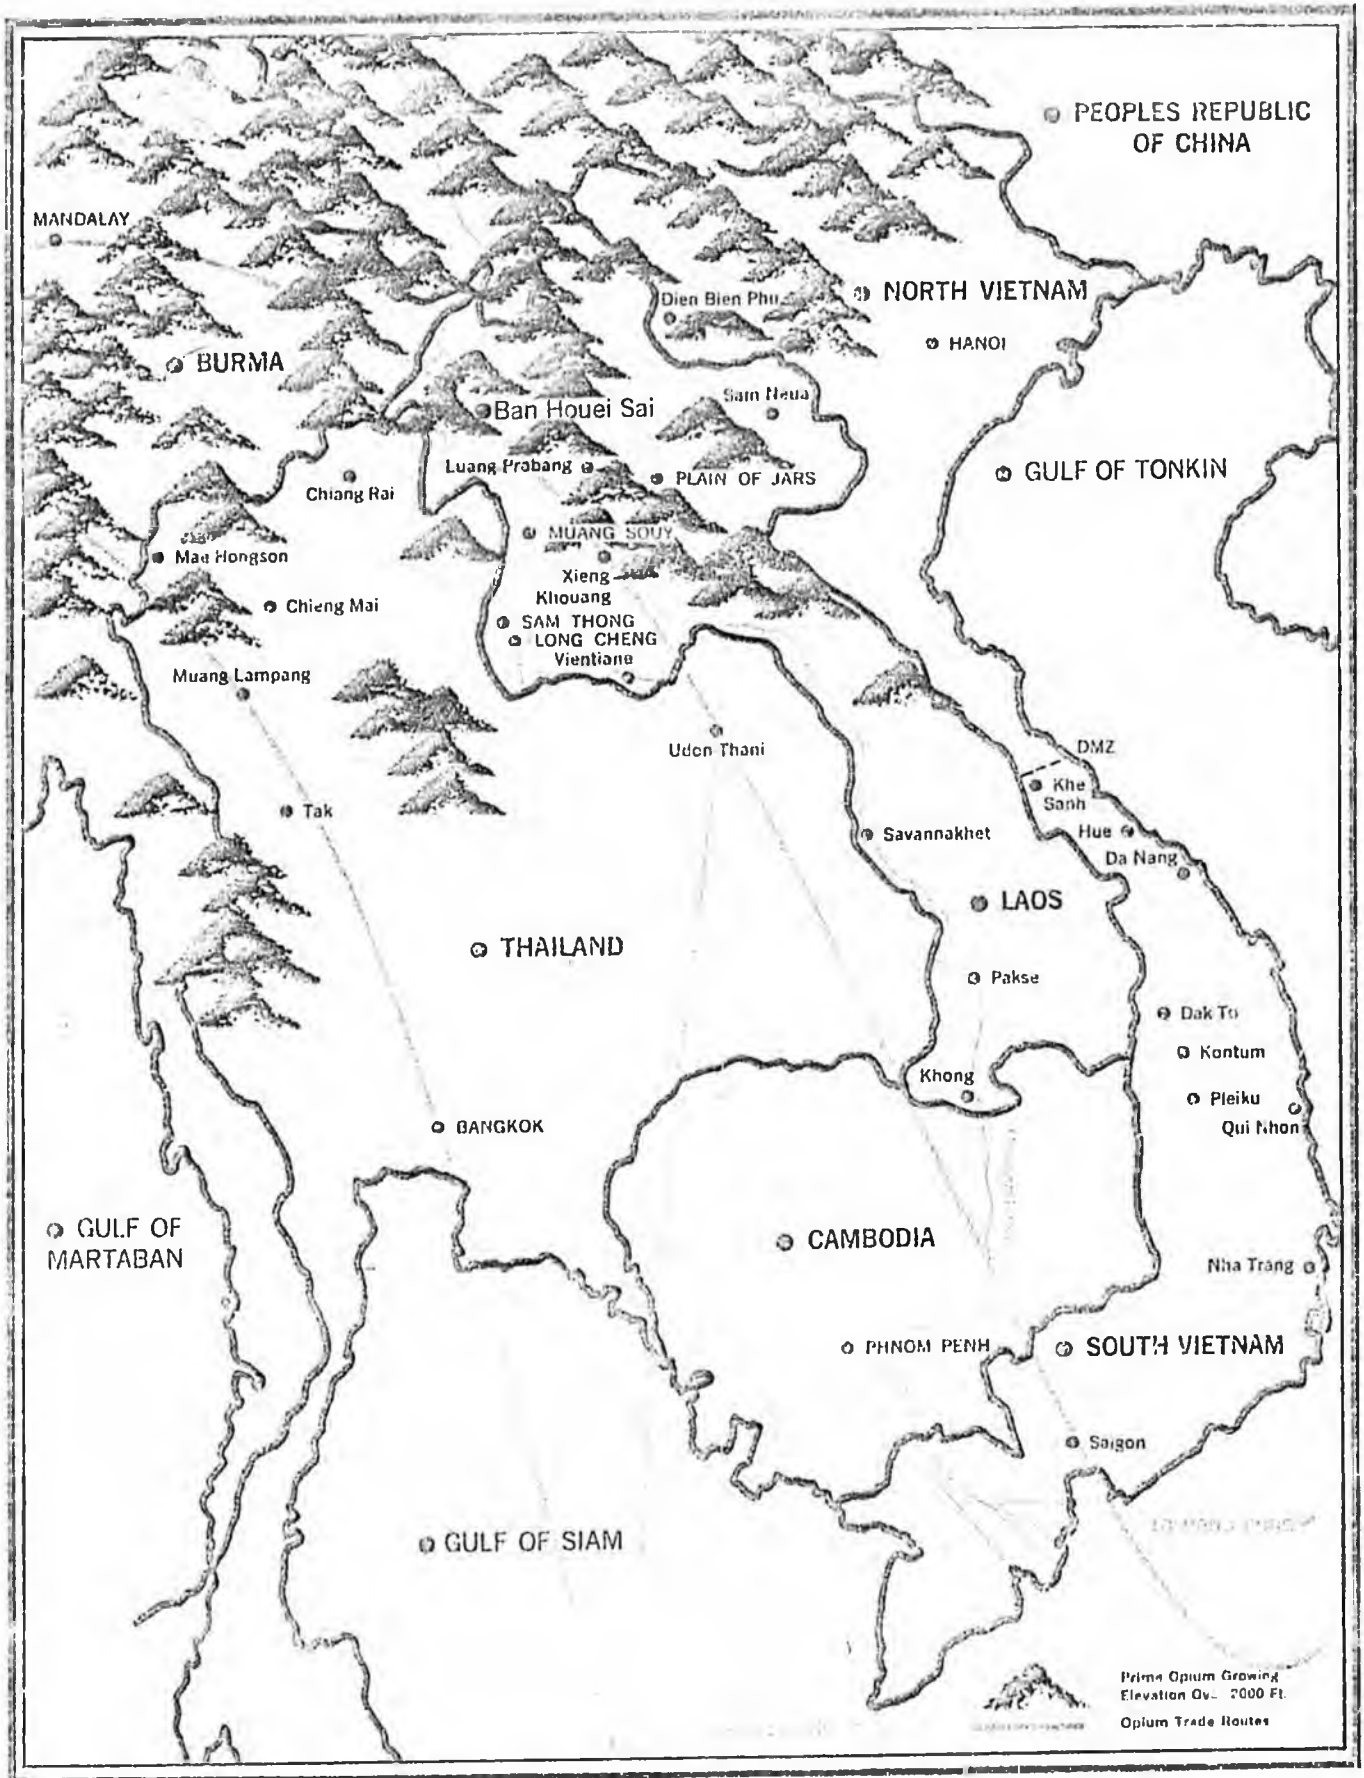 PEOPLES REPUBLIC
OF CHINA
MANDALAY
Dien Bien Phu
NORTH VIETNAM
HANOI
BURMA
Ban Houei Sai
Sam Neua
Luang Prabang
PLAIN OF JARS
GULF OF TONKIN
Chiang Rai
MUANG SOUY
Mae Hongson
Xieng
Khouang
Chieng Mai
SAM THONG
LONG CHENG
Vientiane
Muang Lampang
Udon Thani
DMZ
Khe
Sanh
Tak
Savannakhet
Hue
Da Nang
LAOS
THAILAND
Pakse
Dak To
Kontum
Khong
Pleiku
BANGKOK
Qui Nhon
GULF OF
MARTABAN
CAMBODIA
Nha Trang
PHNOM PENH
SOUTH VIETNAM
Saigon
GULF OF SIAM
Prime Opium Growing
Elevation 2000 Ft.
Opium Trade Routes